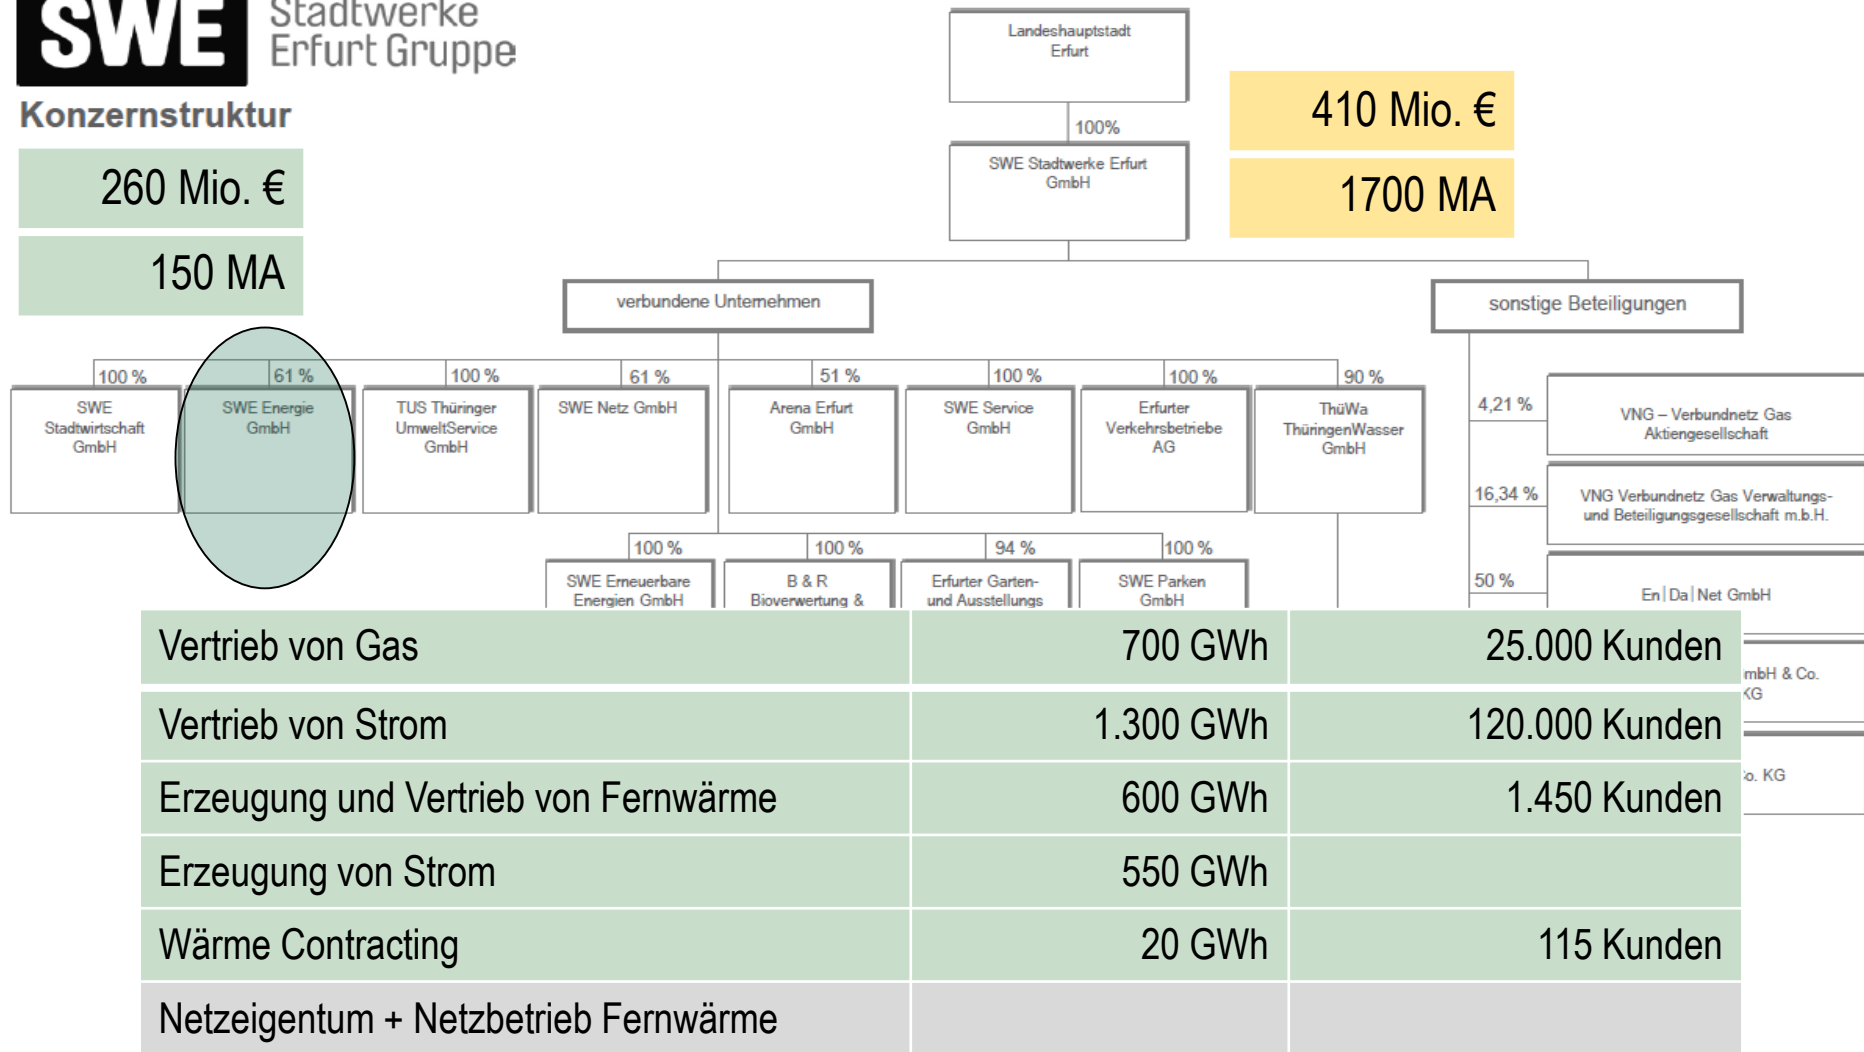 SWE
Stadtwerke
Erfurt Gruppe
Konzernstruktur
260 Mio. €
150 MA
Landeshauptstadt
Erfurt
100%
SWE Stadtwerke Erfurt
GmbH
410 Mio. €
1700 MA
verbundene Unternehmen
sonstige Beteiligungen
100 %
SWE
Stadtwirtschaft
GmbH
61 %
SWE Energie
GmbH
100 %
TUS Thüringer
UmweltService
GmbH
61 %
SWE Netz GmbH
51 %
Arena Erfurt
GmbH
100 %
SWE Service
GmbH
100 %
Erfurter
Verkehrsbetriebe
AG
90 %
ThüWa
ThüringenWasser
GmbH
4,21 %
VNG – Verbundnetz Gas
Aktiengesellschaft
16,34 %
VNG Verbundnetz Gas Verwaltungs-
und Beteiligungsgesellschaft m.b.H.
50 %
En|Da|Net GmbH
100 %
SWE Erneuerbare
Energien GmbH
100 %
B & R
Bioverwertung &
94 %
Erfurter Garten-
und Ausstellungs
100 %
SWE Parken
GmbH
mbH & Co.
KG
Co. KG
Vertrieb von Gas 700 GWh 25.000 Kunden
Vertrieb von Strom 1.300 GWh 120.000 Kunden
Erzeugung und Vertrieb von Fernwärme 600 GWh 1.450 Kunden
Erzeugung von Strom 550 GWh
Wärme Contracting 20 GWh 115 Kunden
Netzeigentum + Netzbetrieb Fernwärme